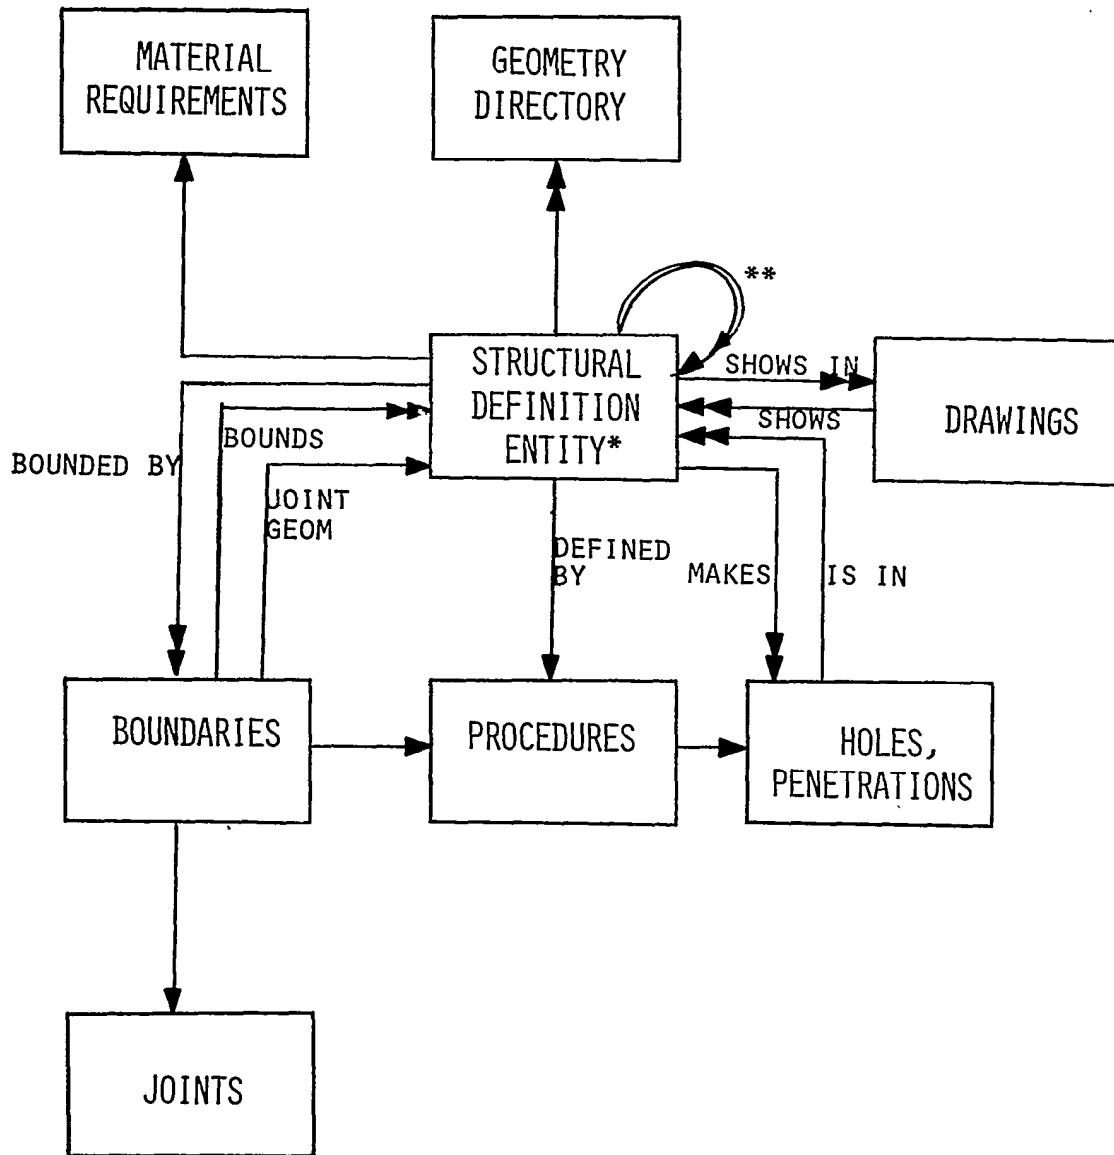 MATERIAL
REQUIREMENTS
GEOMETRY
DIRECTORY
**
STRUCTURAL
DEFINITION
ENTITY*
SHOWS IN
SHOWS
DRAWINGS
BOUNDED BY
BOUNDS
JOINT
GEOM
DEFINED
BY
MAKES
IS IN
BOUNDARIES
PROCEDURES
HOLES,
PENETRATIONS
JOINTS